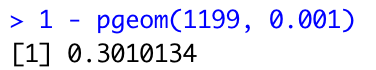 > 1 - pgeom(1199, 0.001)
[1] 0.3010134